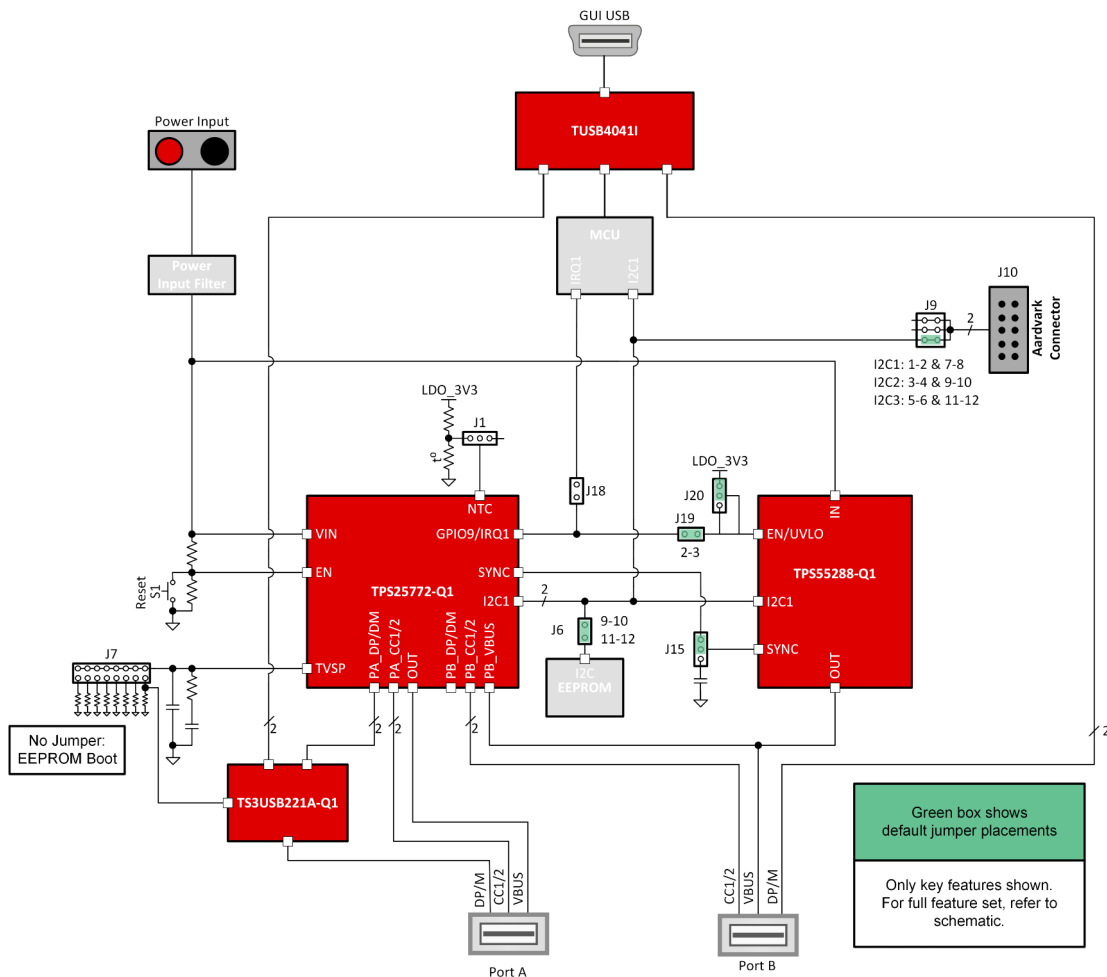 GUI USB
TUSB4041I
Power Input
MCU
IRQ1
I2C1
Power
Input Filter
J10
Aardvark
Connector
J9
2
I2C1: 1-2 & 7-8
I2C2: 3-4 & 9-10
I2C3: 5-6 & 11-12
LDO_3V3
J1
to
J18
LDO_3V3
J20
J19
2-3
NTC
VIN
GPIO9/IRQ1
EN
SYNC
TPS25772-Q1
I2C1
2
TVSP
PA_DP/DM
PA_CC1/2
OUT
PB_DP/DM
PB_CC1/2
PB_VBUS
IN
EN/UVLO
TPS55288-Q1
I2C1
SYNC
OUT
Reset
S1
J6
9-10
11-12
I2C
EEPROM
J15
J7
No Jumper:
EEPROM Boot
2
2
2
2
2
TS3USB221A-Q1
Green box shows
default jumper placements
Only key features shown.
For full feature set, refer to
schematic.
DP/M
CC1/2
VBUS
Port A
CC1/2
VBUS
DP/M
Port B